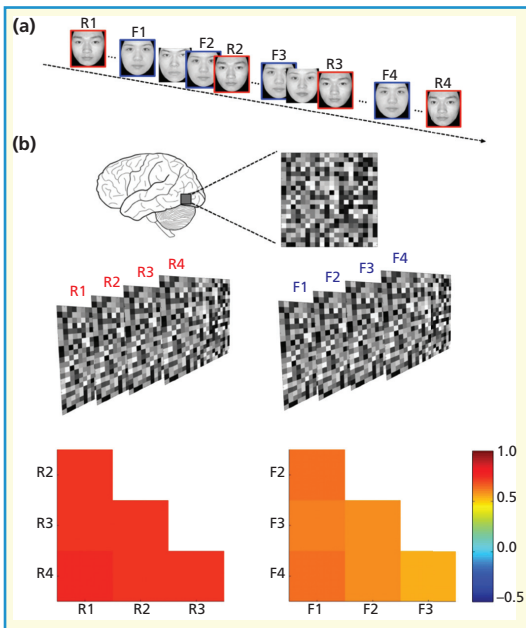 (a)
R1 F1 F2 R2 F3 R3 F4 R4
(b)
R1 R2 R3 R4
F1 F2 F3 F4
R2
R3
R4
R1 R2 R3
F2
F3
F4
F1 F2 F3
1.0
0.5
0.0
−0.5